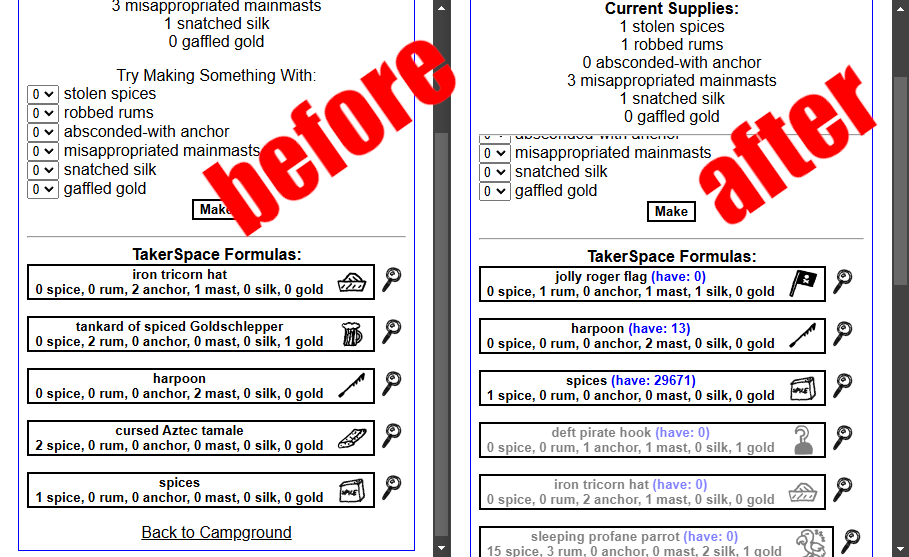 3 misappropriated mainmasts
1 snatched silk
0 gaffled gold
Try Making Something With:
0 stolen spices
0 robbed rums
0 absconded-with anchor
0 misappropriated mainmasts
0 snatched silk
0 gaffled gold
Make
before
TakerSpace Formulas:
iron tricorn hat
0 spice, 0 rum, 2 anchor, 1 mast, 0 silk, 0 gold
tankard of spiced Goldschlepper
0 spice, 2 rum, 0 anchor, 0 mast, 0 silk, 1 gold
harpoon
0 spice, 0 rum, 0 anchor, 2 mast, 0 silk, 0 gold
cursed Aztec tamale
2 spice, 0 rum, 0 anchor, 0 mast, 0 silk, 0 gold
spices
1 spice, 0 rum, 0 anchor, 0 mast, 0 silk, 0 gold
SPICE
Back to Campground
Current Supplies:
1 stolen spices
1 robbed rums
0 absconded-with anchor
3 misappropriated mainmasts
1 snatched silk
0 gaffled gold
absconded-with anchor
0 misappropriated mainmasts
0 snatched silk
0 gaffled gold
Make
after
TakerSpace Formulas:
jolly roger flag (have: 0)
0 spice, 1 rum, 0 anchor, 1 mast, 1 silk, 0 gold
harpoon (have: 13)
0 spice, 0 rum, 0 anchor, 2 mast, 0 silk, 0 gold
spices (have: 29671)
1 spice, 0 rum, 0 anchor, 0 mast, 0 silk, 0 gold
SPICE
deft pirate hook (have: 0)
0 spice, 0 rum, 1 anchor, 1 mast, 0 silk, 1 gold
iron tricorn hat (have: 0)
0 spice, 0 rum, 2 anchor, 1 mast, 0 silk, 0 gold
sleeping profane parrot (have: 0)
15 spice, 3 rum, 0 anchor, 0 mast, 2 silk, 1 gold